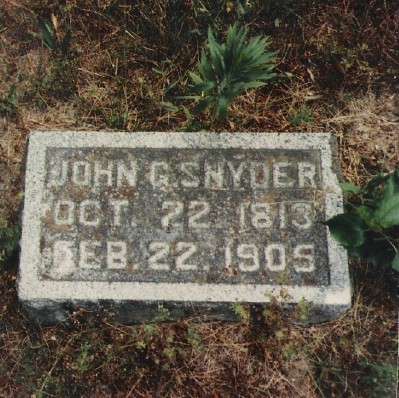 JOHN G. SNYDER
OCT. 22. 1813
FEB. 22. 1905